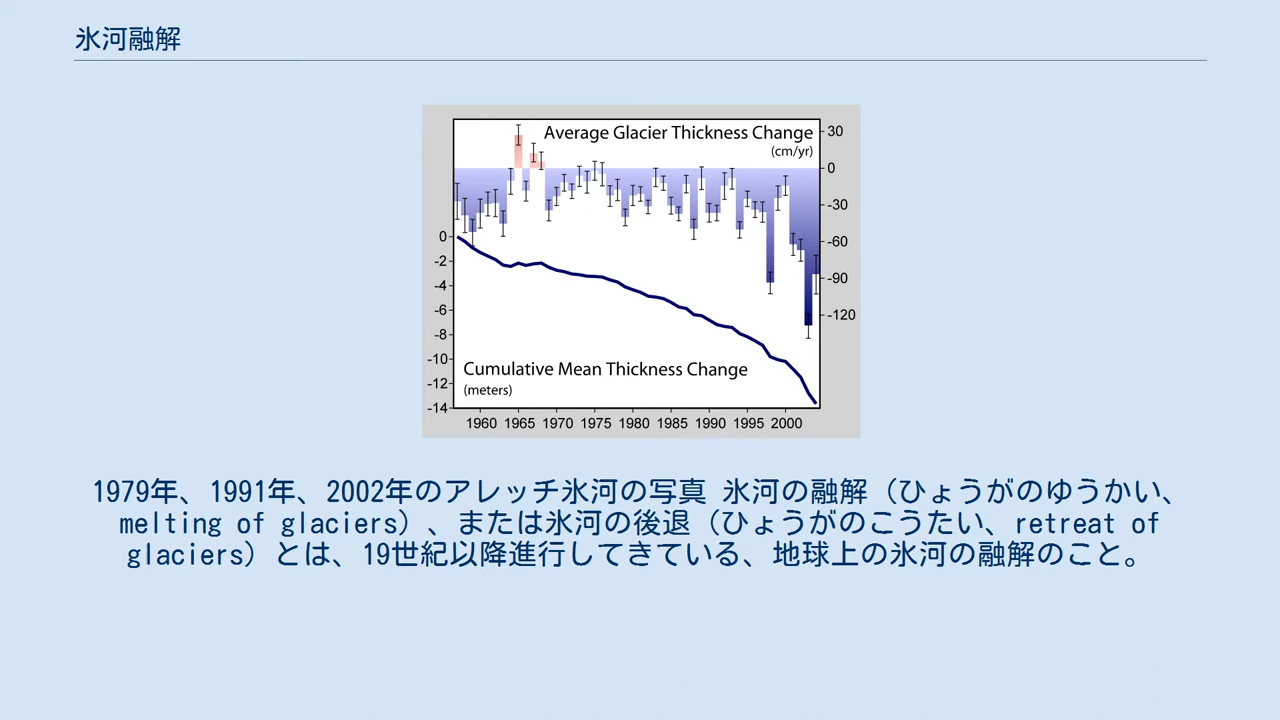 氷河融解
Average Glacier Thickness Change
(cm/yr)
30
0
-30
-60
-90
-120
0
-2
-4
-6
-8
-10
-12
-14
Cumulative Mean Thickness Change
(meters)
1960 1965 1970 1975 1980 1985 1990 1995 2000
1979年、1991年、2002年のアレッチ氷河の写真 氷河の融解（ひょうがのゆうかい、
melting of glaciers）、または氷河の後退（ひょうがのこうたい、retreat of
glaciers）とは、19世紀以降進行してきている、地球上の氷河の融解のこと。